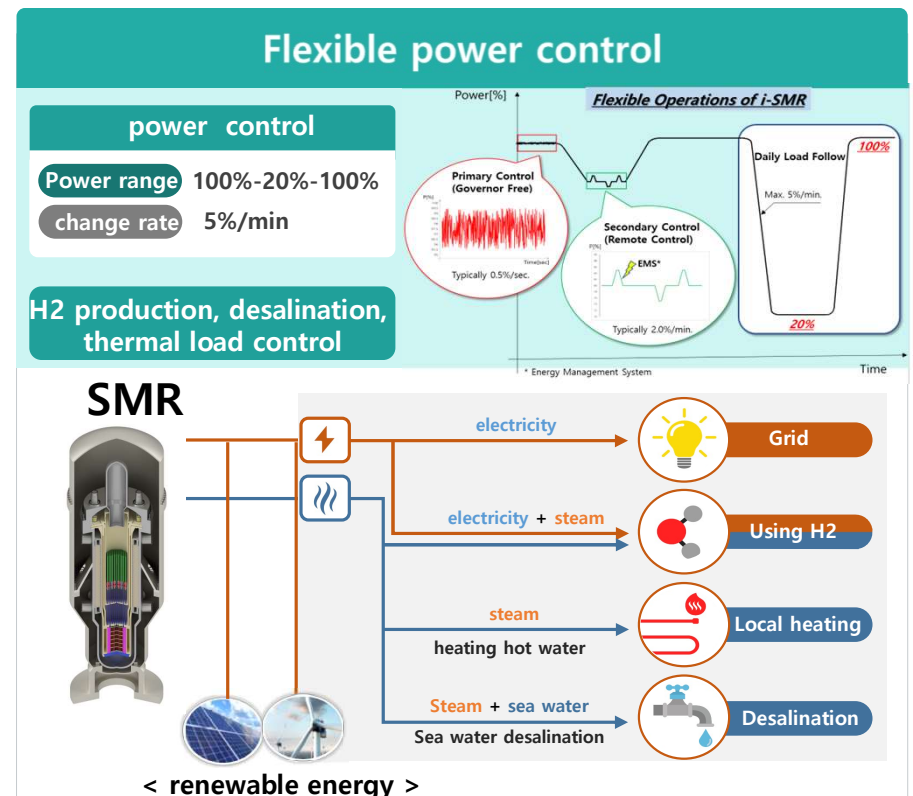 Flexible power control
power control
Power range 100%-20%-100%
change rate 5%/min
H2 production, desalination,
thermal load control
Power[%]
Flexible Operations of i-SMR
Primary Control
(Governor Free)
P[%]
Time[sec]
Typically 0.5%/sec.
Secondary Control
(Remote Control)
P[%]
EMS*
Typically 2.0%/min.
Daily Load Follow
100%
Max. 5%/min.
20%
* Energy Management System
Time
SMR
electricity
Grid
electricity + steam
Using H2
steam
heating hot water
Local heating
Steam + sea water
Sea water desalination
Desalination
< renewable energy >